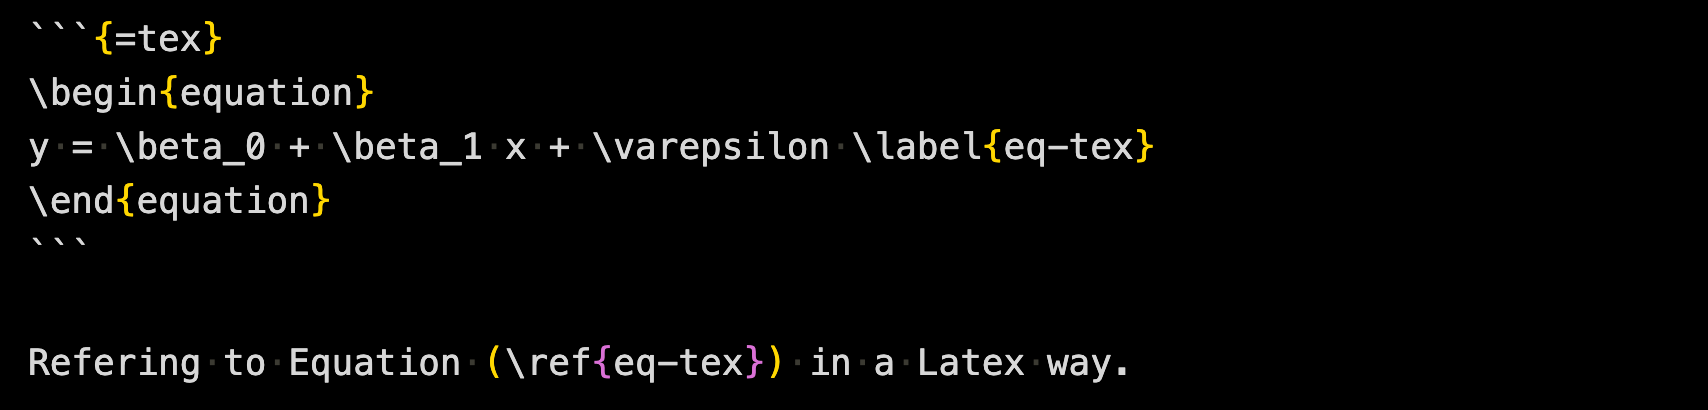 ```{=tex}
\begin{equation}
y = \beta_0 + \beta_1 x + \varepsilon \label{eq-tex}
\end{equation}
```
Refering to Equation (\ref{eq-tex}) in a Latex way.